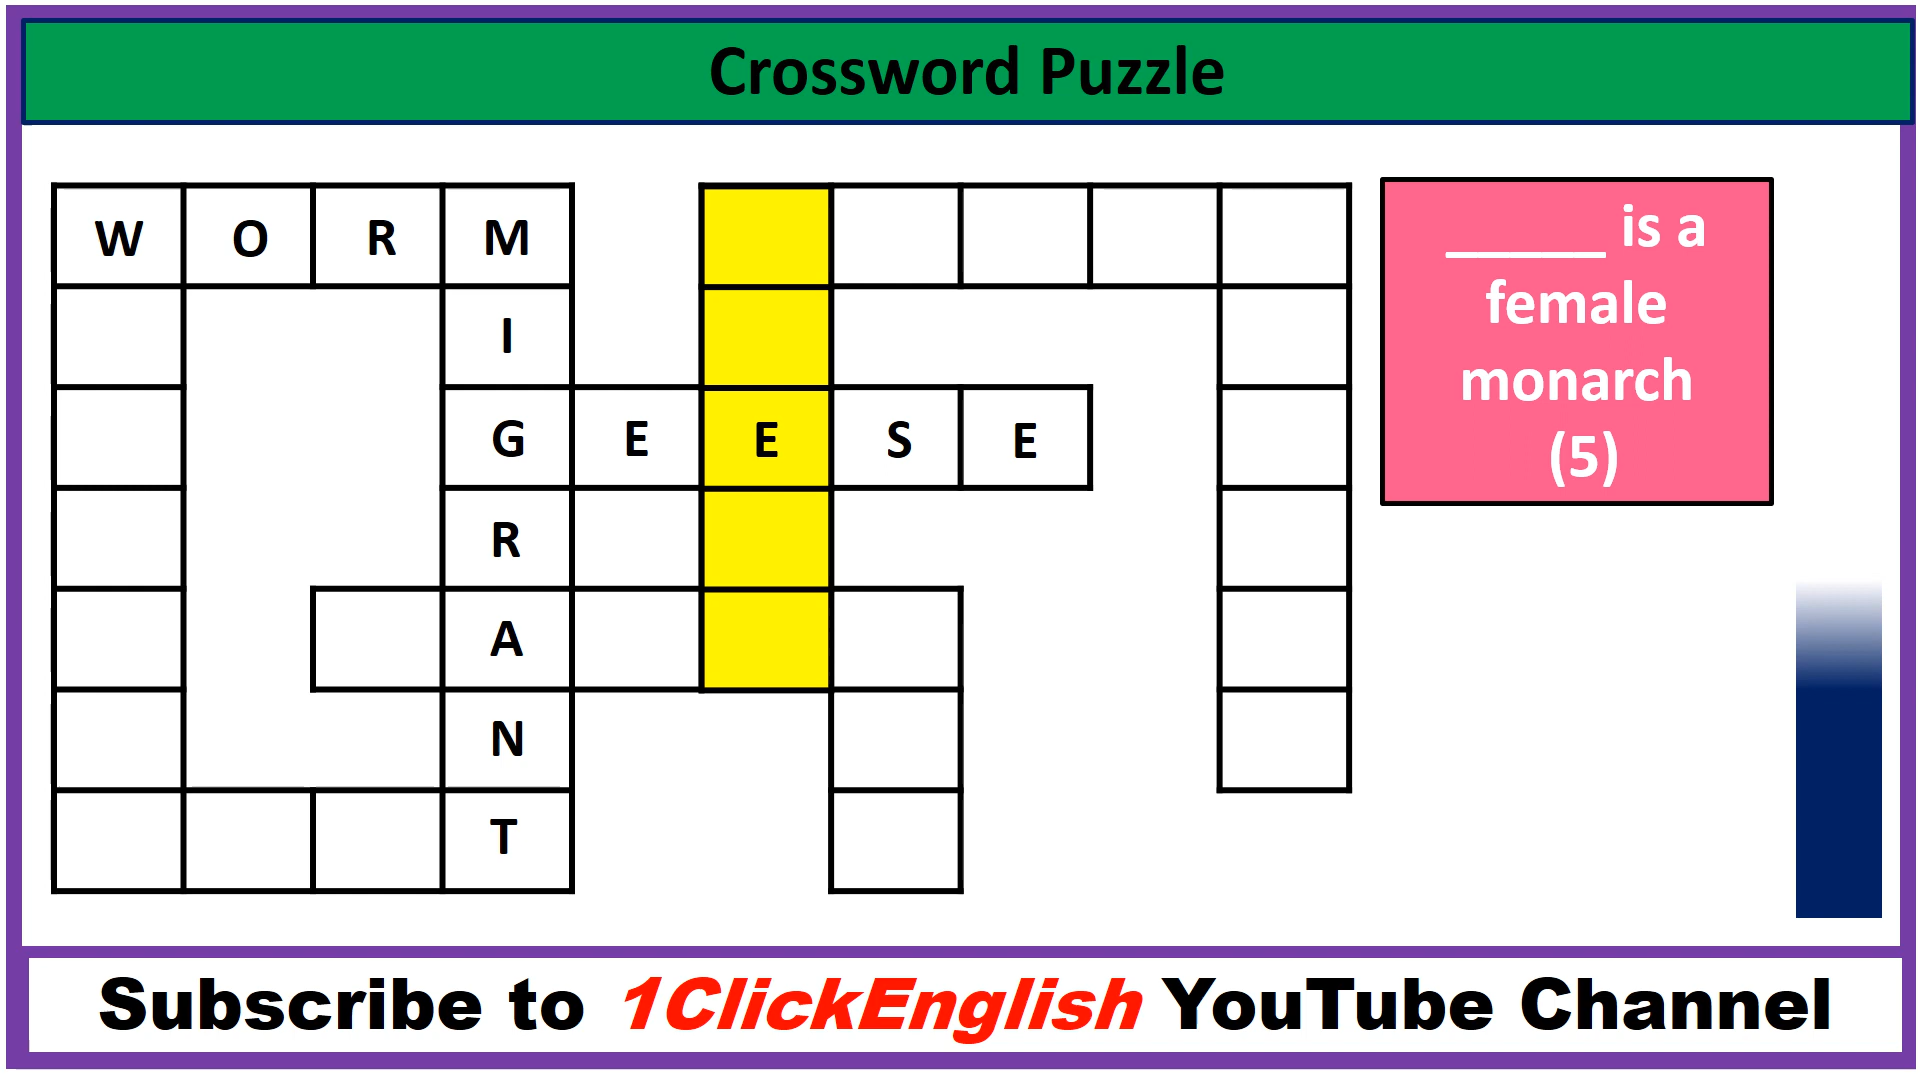 Crossword Puzzle
W O R M
I
G E E S E
R
A
N
T
______ is a
female
monarch
(5)
Subscribe to 1ClickEnglish YouTube Channel